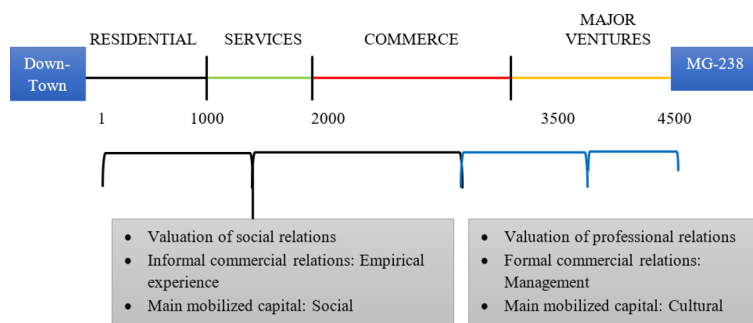 RESIDENTIAL
SERVICES
COMMERCE
MAJOR
VENTURES
Down-
Town
MG-238
1
1000
2000
3500
4500
• Valuation of social relations
• Informal commercial relations: Empirical
experience
• Main mobilized capital: Social
• Valuation of professional relations
• Formal commercial relations:
Management
• Main mobilized capital: Cultural